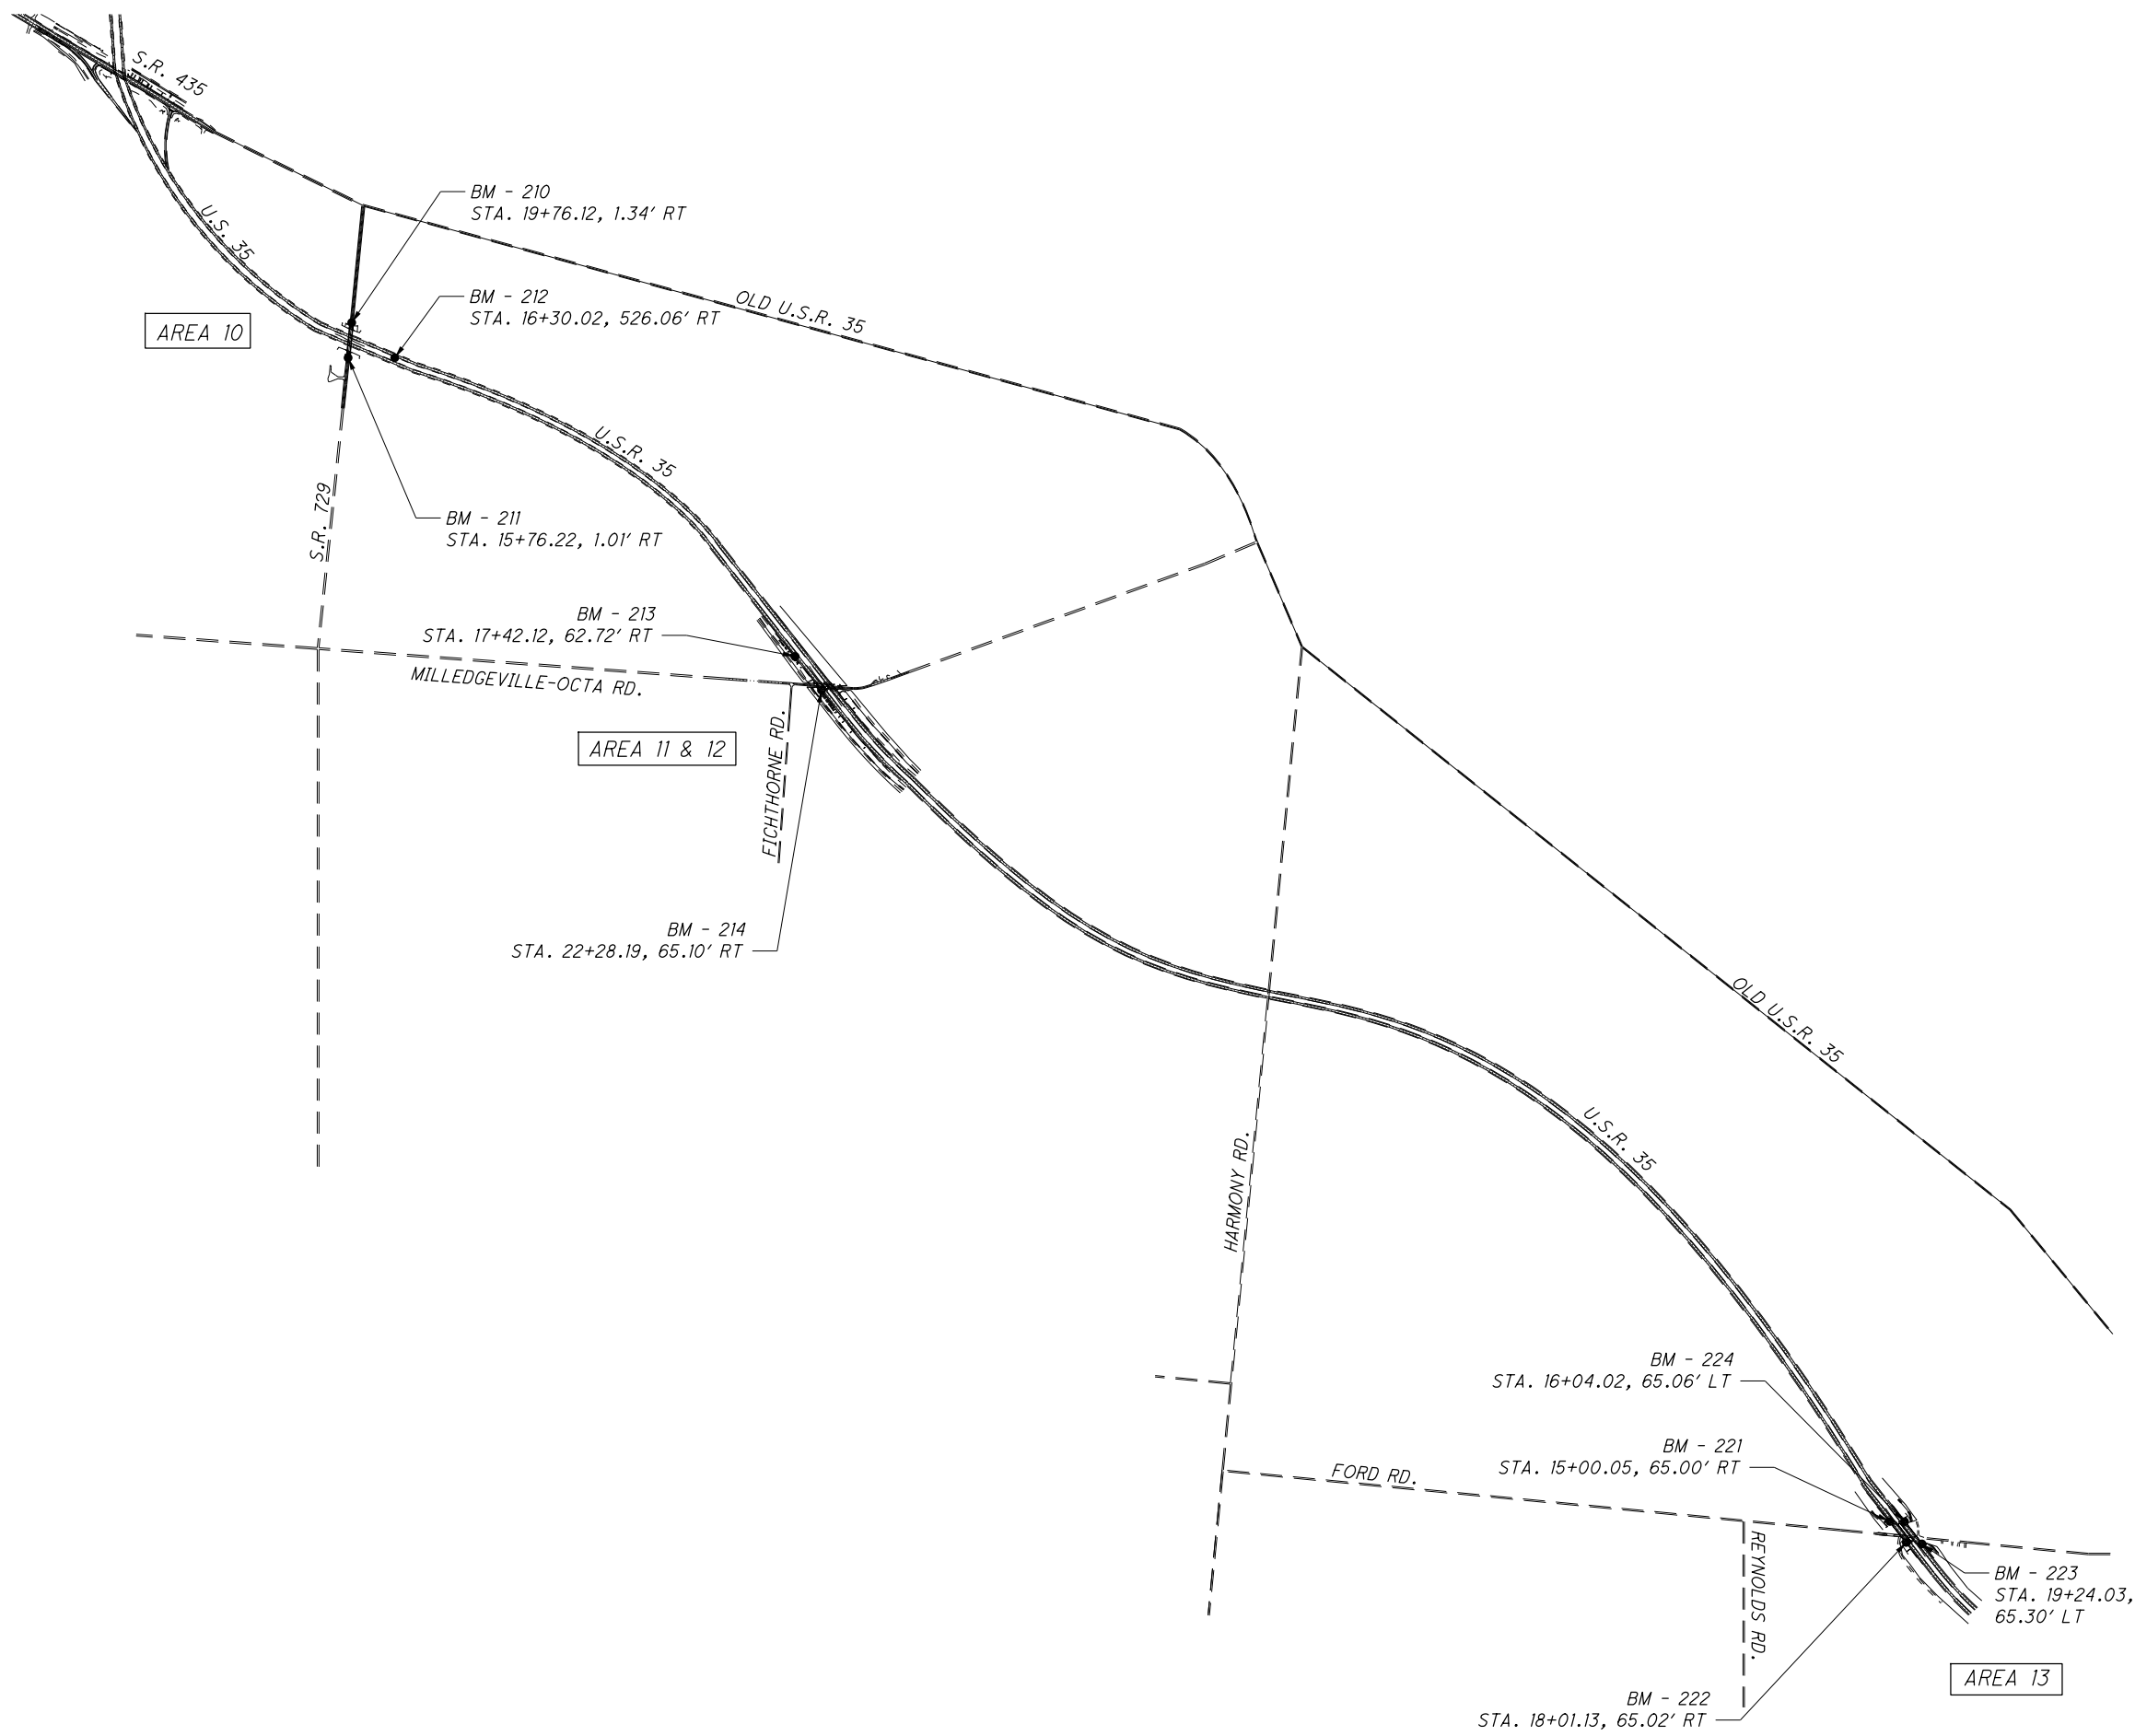 S.R. 435
U.S. 35
BM - 210
STA. 19+76.12, 1.34' RT
BM - 212
STA. 16+30.02, 526.06' RT
OLD U.S.R. 35
AREA 10
U.S.R. 35
S.R. 729
BM - 211
STA. 15+76.22, 1.01' RT
BM - 213
STA. 17+42.12, 62.72' RT
MILLEDGEVILLE-OCTA RD.
AREA 11 & 12
FICHTHORNE RD.
BM - 214
STA. 22+28.19, 65.10' RT
OLD U.S.R. 35
U.S.R. 35
HARMONY RD.
BM - 224
STA. 16+04.02, 65.06' LT
BM - 221
STA. 15+00.05, 65.00' RT
FORD RD.
REYNOLDS RD.
BM - 223
STA. 19+24.03,
65.30' LT
AREA 13
BM - 222
STA. 18+01.13, 65.02' RT